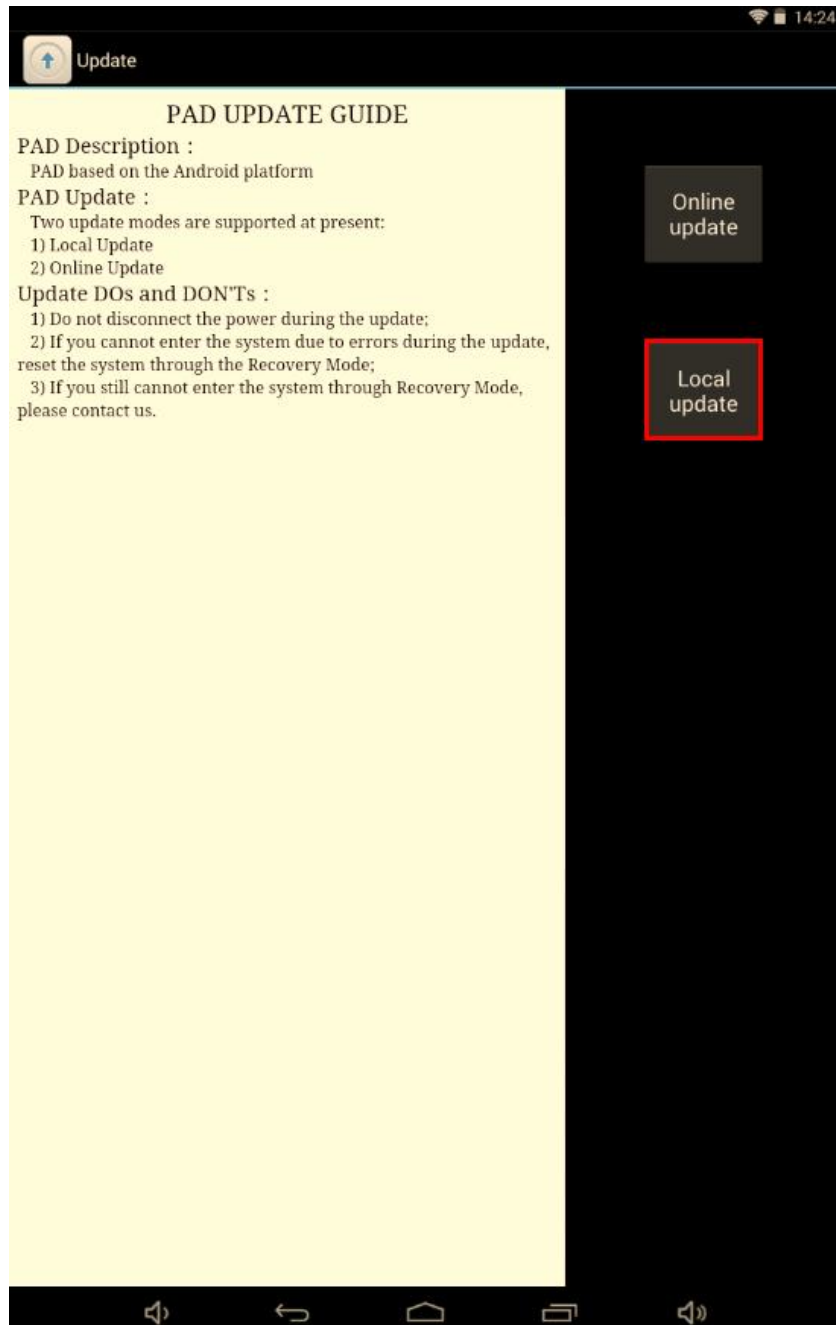 14:24
Update
PAD UPDATE GUIDE
PAD Description :
PAD based on the Android platform
PAD Update :
Two update modes are supported at present:
1) Local Update
2) Online Update
Update DOs and DON'Ts :
1) Do not disconnect the power during the update;
2) If you cannot enter the system due to errors during the update,
reset the system through the Recovery Mode;
3) If you still cannot enter the system through Recovery Mode,
please contact us.
Online
update
Local
update